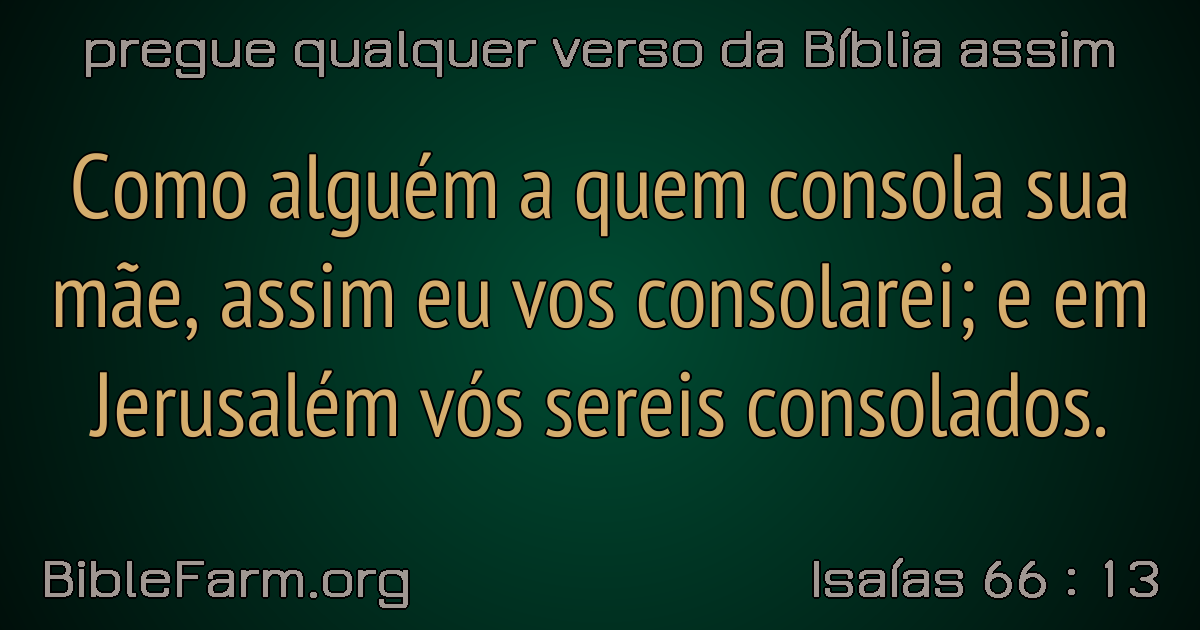 pregue qualquer verso da Bíblia assim
Como alguém a quem consola sua
mãe, assim eu vos consolarei; e em
Jerusalém vós sereis consolados.
BibleFarm.org
Isaías 66 : 13